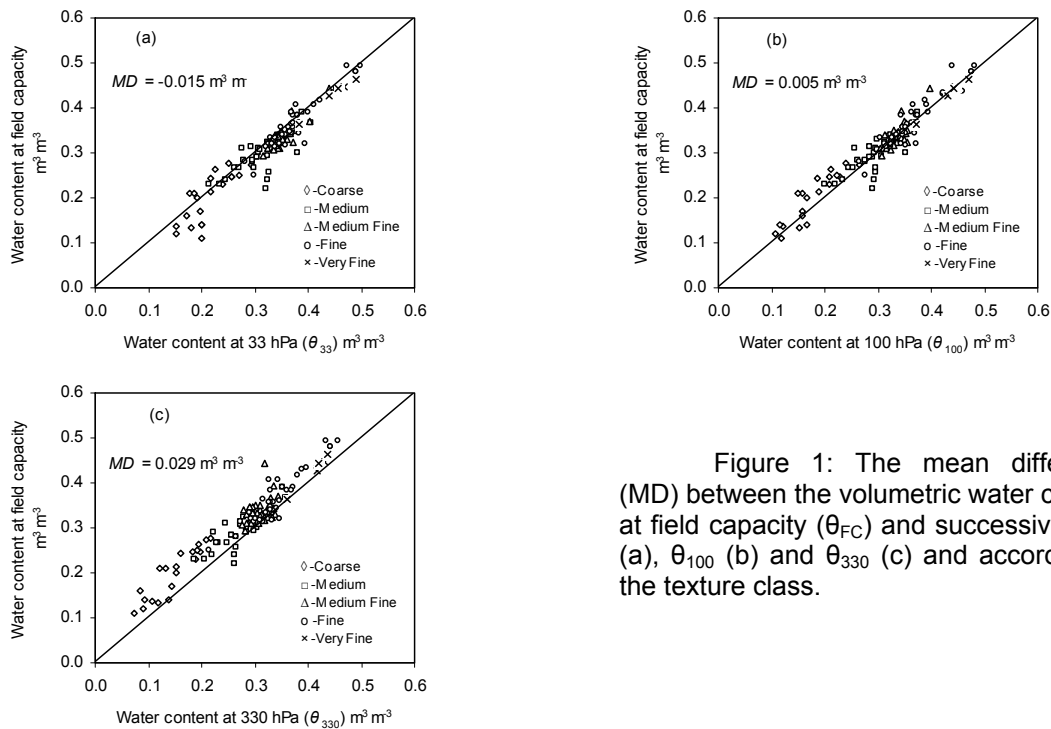 0.6
0.5
0.4
0.3
0.2
0.1
0.0
0.0 0.1 0.2 0.3 0.4 0.5 0.6
Water content at field capacity
m³ m⁻³
(a)
MD = -0.015 m³ m⁻
◊ -Coarse
□ -Medium
Δ -Medium Fine
o -Fine
× -Very Fine
Water content at 33 hPa (θ₃₃) m³ m⁻³
0.6
0.5
0.4
0.3
0.2
0.1
0.0
0.0 0.1 0.2 0.3 0.4 0.5 0.6
Water content at field capacity
m³ m⁻³
(b)
MD = 0.005 m³ m⁻³
◊ -Coarse
□ -Medium
Δ -Medium Fine
o -Fine
× -Very Fine
Water content at 100 hPa (θ₁₀₀) m³ m⁻³
0.6
0.5
0.4
0.3
0.2
0.1
0.0
0.0 0.1 0.2 0.3 0.4 0.5 0.6
Water content at field capacity
m³ m⁻³
(c)
MD = 0.029 m³ m⁻³
◊ -Coarse
□ -Medium
Δ -Medium Fine
o -Fine
× -Very Fine
Water content at 330 hPa (θ₃₃₀) m³ m⁻³
Figure 1: The mean diffe
(MD) between the volumetric water c
at field capacity (θFC) and successiv
(a), θ₁₀₀ (b) and θ₃₃₀ (c) and accor
the texture class.